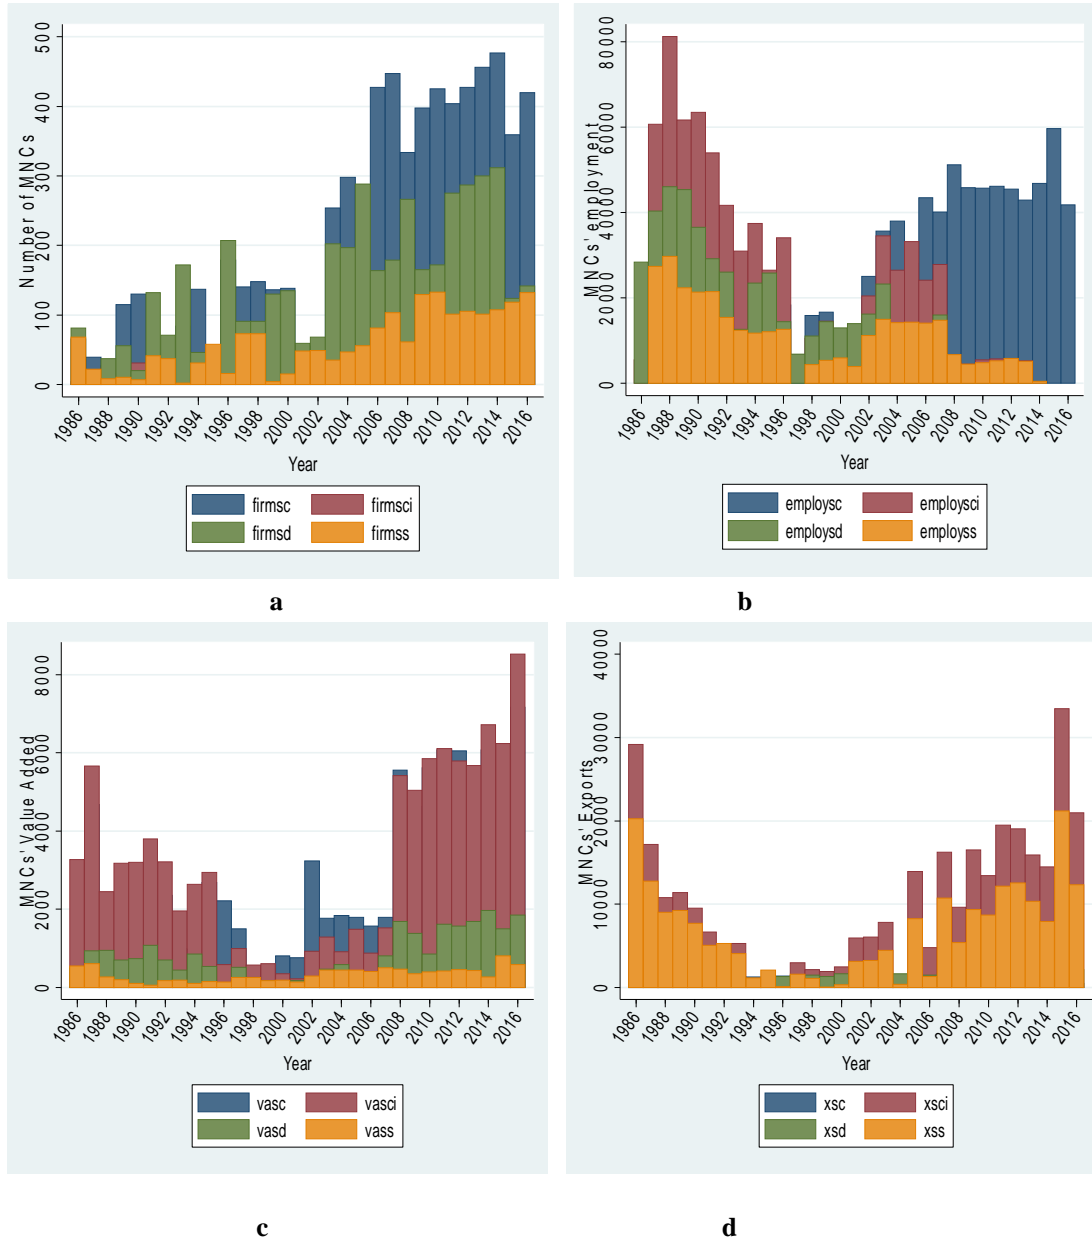 Number of MNCs
0 100 200 300 400 500
1986 1988 1990 1992 1994 1996 1998 2000 2002 2004 2006 2008 2010 2012 2014 2016
Year
firmsc firmsci
firmsd firmss
a
MNCs' employment
0 20000 40000 60000 80000
1986 1988 1990 1992 1994 1996 1998 2000 2002 2004 2006 2008 2010 2012 2014 2016
Year
employsc employsci
employsd employss
b
MNCs' Value Added
0 2000 4000 6000 8000
1986 1988 1990 1992 1994 1996 1998 2000 2002 2004 2006 2008 2010 2012 2014 2016
Year
vasc vasci
vasd vass
c
MNCs' Exports
0 10000 20000 30000 40000
1986 1988 1990 1992 1994 1996 1998 2000 2002 2004 2006 2008 2010 2012 2014 2016
Year
xsc xsci
xsd xss
d